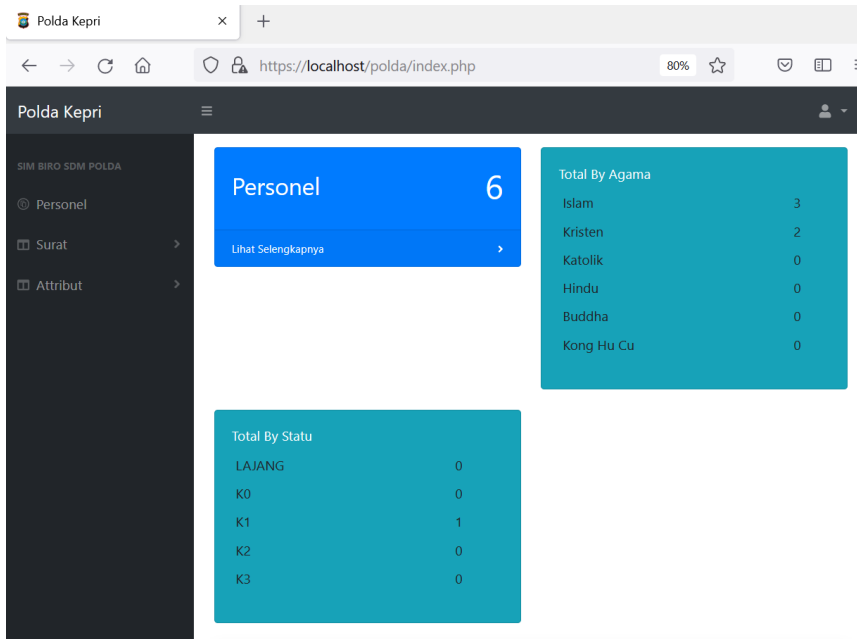 Polda Kepri
https://localhost/polda/index.php
80%
Polda Kepri
SIM BIRO SDM POLDA
Personel
Surat
Attribut
Personel 6
Lihat Selengkapnya
Total By Agama
Islam 3
Kristen 2
Katolik 0
Hindu 0
Buddha 0
Kong Hu Cu 0
Total By Statu
LAJANG 0
K0 0
K1 1
K2 0
K3 0